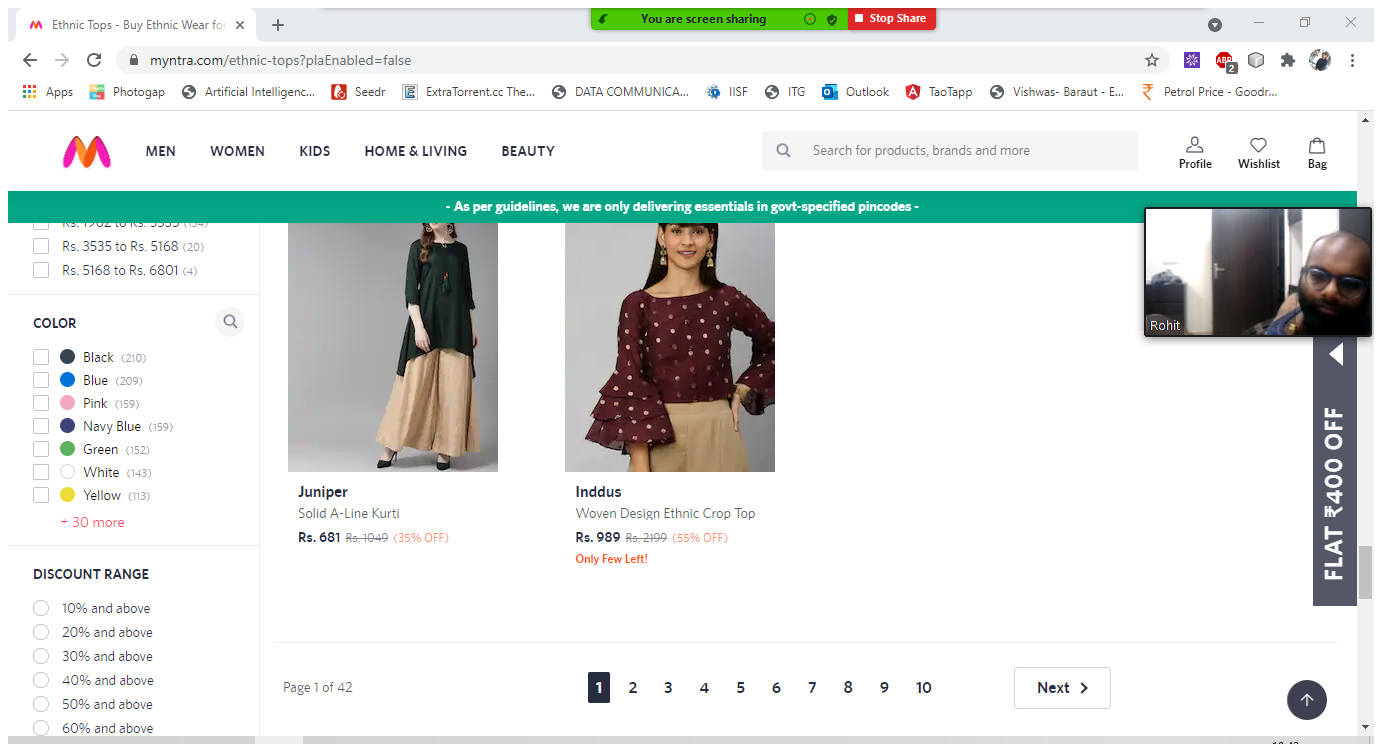 Ethnic Tops - Buy Ethnic Wear for
You are screen sharing
Stop Share
myntra.com/ethnic-tops?plaEnabled=false
ABP
2
Apps
Photogap
Artificial Intelligenc...
Seedr
ExtraTorrent.cc The...
DATA COMMUNICA...
IISF
ITG
Outlook
TaoTapp
Vishwas- Baraut - E...
Petrol Price - Goodr...
MEN
WOMEN
KIDS
HOME & LIVING
BEAUTY
Search for products, brands and more
Profile
Wishlist
Bag
- As per guidelines, we are only delivering essentials in govt-specified pincodes -
Rs. 3535 to Rs. 5168 (20)
Rs. 5168 to Rs. 6801 (4)
COLOR
Black (210)
Blue (209)
Pink (159)
Navy Blue (159)
Green (152)
White (143)
Yellow (113)
+ 30 more
DISCOUNT RANGE
10% and above
20% and above
30% and above
40% and above
50% and above
60% and above
Juniper
Solid A-Line Kurti
Rs. 681 Rs. 1049 (35% OFF)
Inddus
Woven Design Ethnic Crop Top
Rs. 989 Rs. 2199 (55% OFF)
Only Few Left!
Rohit
FLAT ₹400 OFF
Page 1 of 42
1 2 3 4 5 6 7 8 9 10
Next